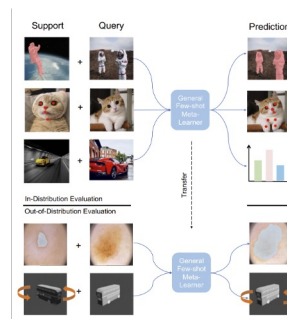 Support Query Prediction
General
Few-shot
Meta-
Learner
Transfer
In-Distribution Evaluation
Out-of-Distribution Evaluation
General
Few-shot
Meta-
Learner